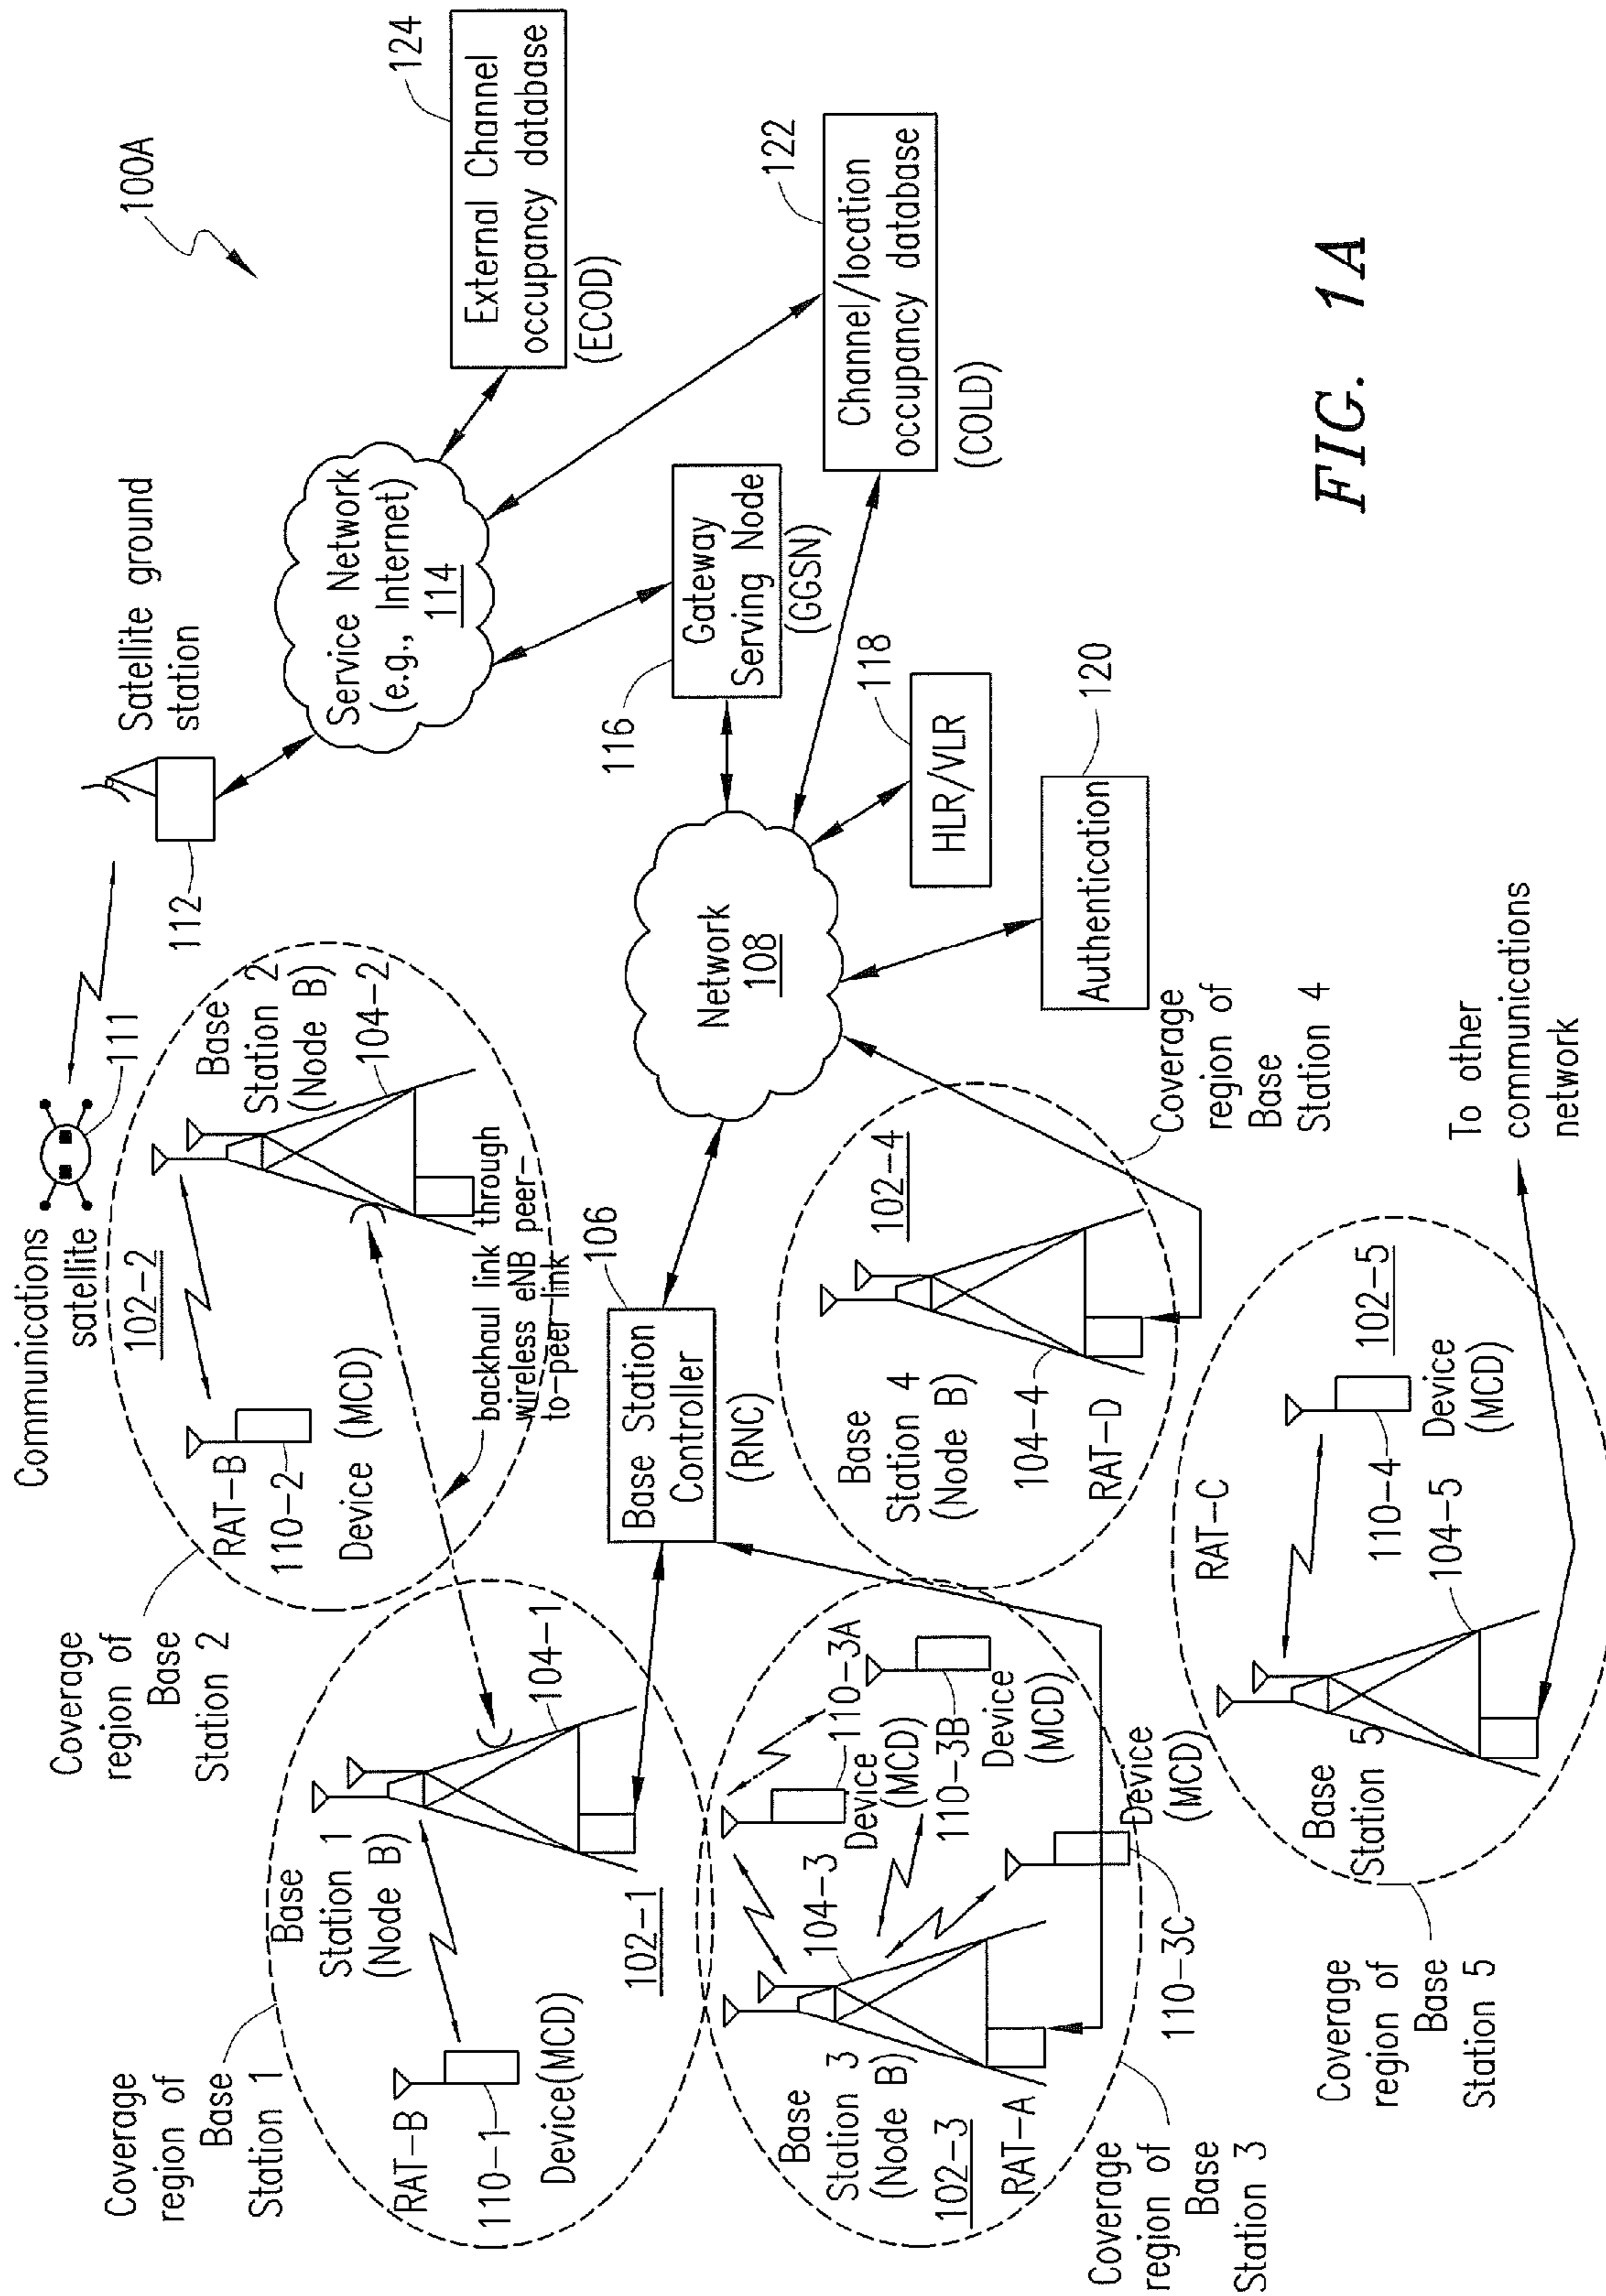 100A
Communications
satellite
111
Satellite ground
station
112
Service Network
(e.g., Internet)
114
External Channel
occupancy database
(ECOD)
124
Channel/location
occupancy database
(COLD)
122
Gateway
Serving Node
(GGSN)
116
HLR/VLR
118
Authentication
120
Network
108
Base Station
Controller
(RNC)
106
Coverage
region of
Base
Station 2
102-2
RAT-B
110-2
Device (MCD)
Base
Station 2
(Node B)
104-2
backhaul link through
wireless eNB peer-
to-peer link
Coverage
region of
Base
Station 1
RAT-B
110-1
Device(MCD)
Base
Station 1
(Node B)
104-1
102-1
Base
Station 3
(Node B)
102-3
RAT-A
104-3
110-3A
Device
(MCD)
110-3B
Device
(MCD)
Device
(MCD)
110-3C
Coverage
region of
Base
Station 3
Base
Station 4
(Node B)
104-4
RAT-D
102-4
Coverage
region of
Base
Station 4
RAT-C
Base
Station 5
104-5
110-4
Device
(MCD)
102-5
Coverage
region of
Base
Station 5
To other
communications
network
FIG. 1A